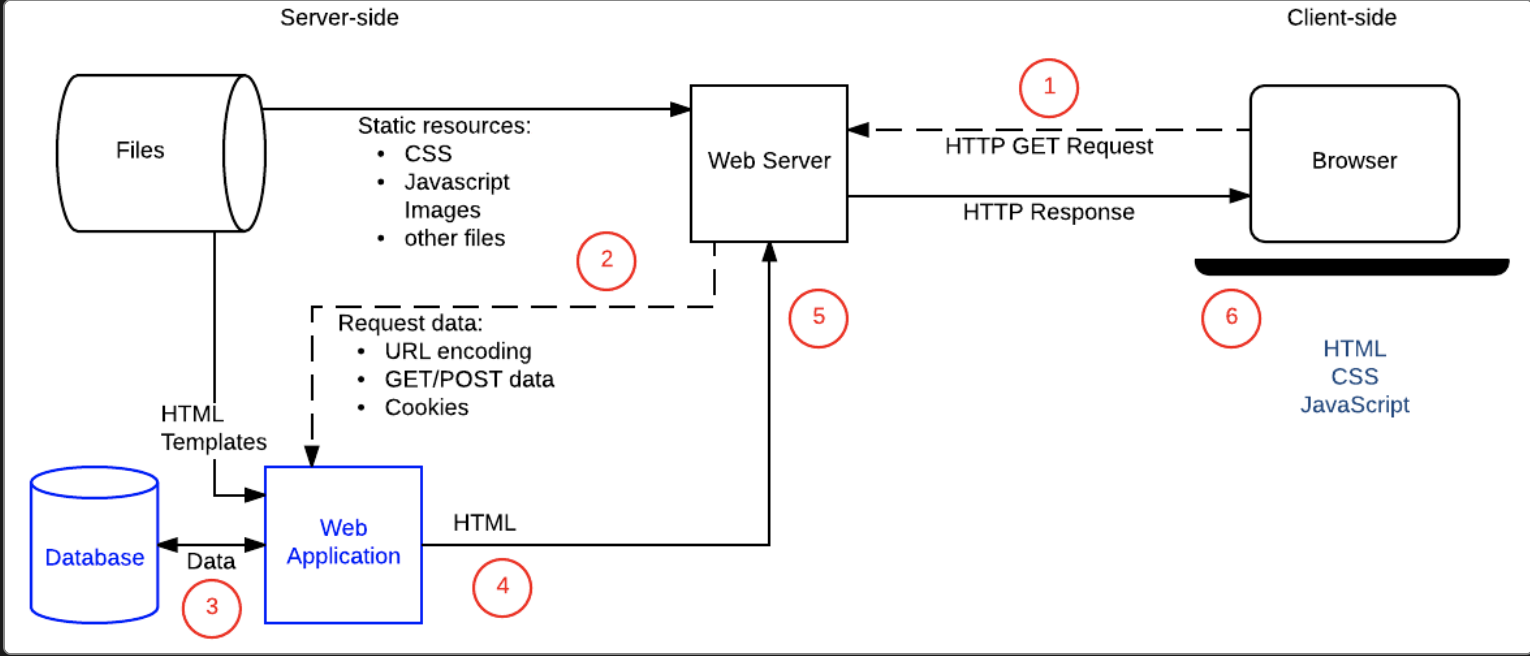 Server-side
Client-side
1
Files
Static resources:
• CSS
• Javascript
Images
• other files
Web Server
HTTP GET Request
HTTP Response
Browser
2
5
6
Request data:
• URL encoding
• GET/POST data
• Cookies
HTML
CSS
JavaScript
HTML
Templates
Database
Data
3
Web
Application
HTML
4